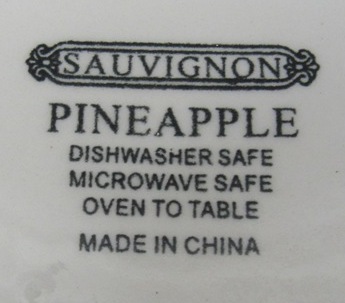 SAUVIGNON
PINEAPPLE
DISHWASHER SAFE
MICROWAVE SAFE
OVEN TO TABLE
MADE IN CHINA